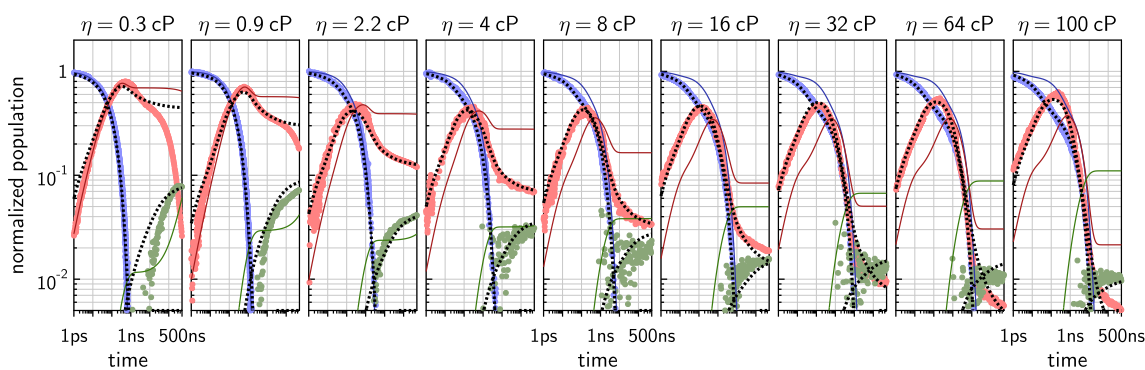 η = 0.3 cP η = 0.9 cP η = 2.2 cP η = 4 cP η = 8 cP η = 16 cP η = 32 cP η = 64 cP η = 100 cP
normalized population
1
10⁻¹
10⁻²
1ps 500ns 1ps 1ns 500ns 1ps 1ns 500ns
time time time